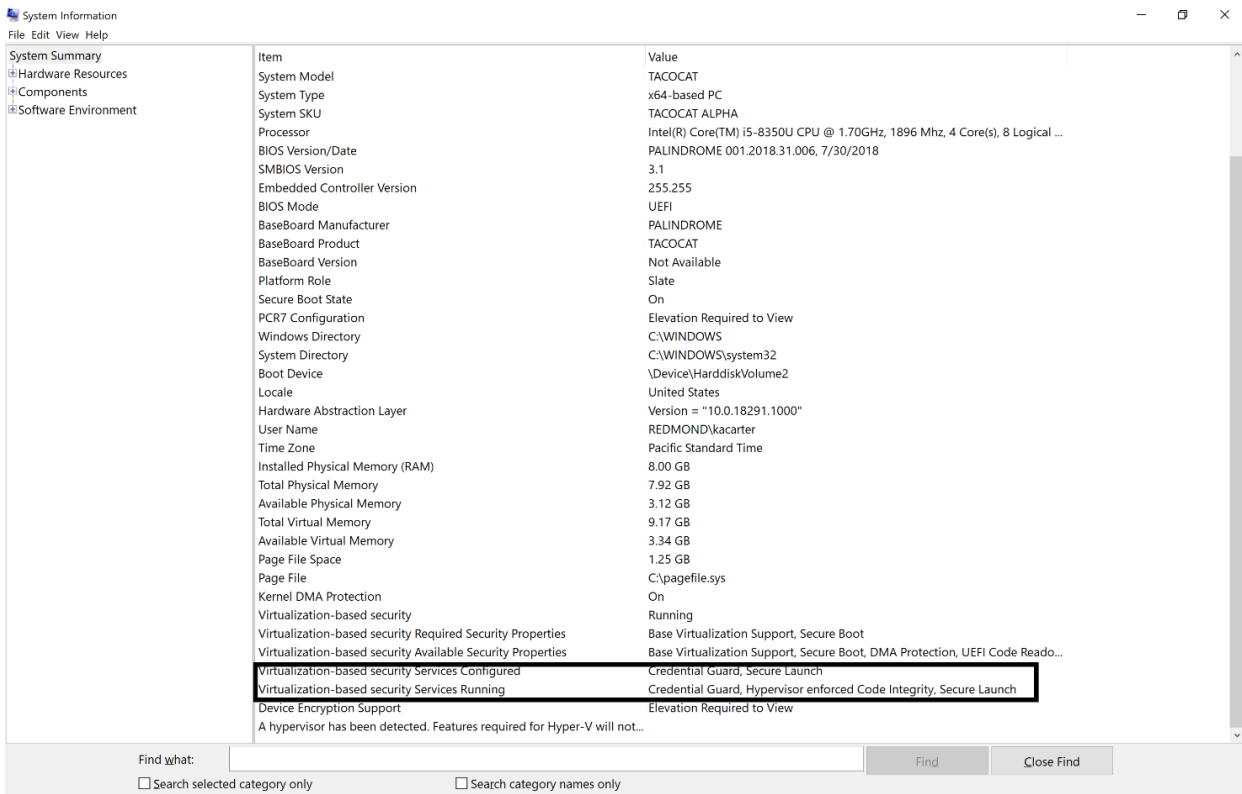 System Information
File Edit View Help
System Summary
Hardware Resources
Components
Software Environment
Item Value
System Model TACOCAT
System Type x64-based PC
System SKU TACOCAT ALPHA
Processor Intel(R) Core(TM) i5-8350U CPU @ 1.70GHz, 1896 Mhz, 4 Core(s), 8 Logical ...
BIOS Version/Date PALINDROME 001.2018.31.006, 7/30/2018
SMBIOS Version 3.1
Embedded Controller Version 255.255
BIOS Mode UEFI
BaseBoard Manufacturer PALINDROME
BaseBoard Product TACOCAT
BaseBoard Version Not Available
Platform Role Slate
Secure Boot State On
PCR7 Configuration Elevation Required to View
Windows Directory C:\WINDOWS
System Directory C:\WINDOWS\system32
Boot Device \Device\HarddiskVolume2
Locale United States
Hardware Abstraction Layer Version = "10.0.18291.1000"
User Name REDMOND\kacarter
Time Zone Pacific Standard Time
Installed Physical Memory (RAM) 8.00 GB
Total Physical Memory 7.92 GB
Available Physical Memory 3.12 GB
Total Virtual Memory 9.17 GB
Available Virtual Memory 3.34 GB
Page File Space 1.25 GB
Page File C:\pagefile.sys
Kernel DMA Protection On
Virtualization-based security Running
Virtualization-based security Required Security Properties Base Virtualization Support, Secure Boot
Virtualization-based security Available Security Properties Base Virtualization Support, Secure Boot, DMA Protection, UEFI Code Reado...
Virtualization-based security Services Configured Credential Guard, Secure Launch
Virtualization-based security Services Running Credential Guard, Hypervisor enforced Code Integrity, Secure Launch
Device Encryption Support Elevation Required to View
A hypervisor has been detected. Features required for Hyper-V will not...
Find what: Find Close Find
Search selected category only Search category names only